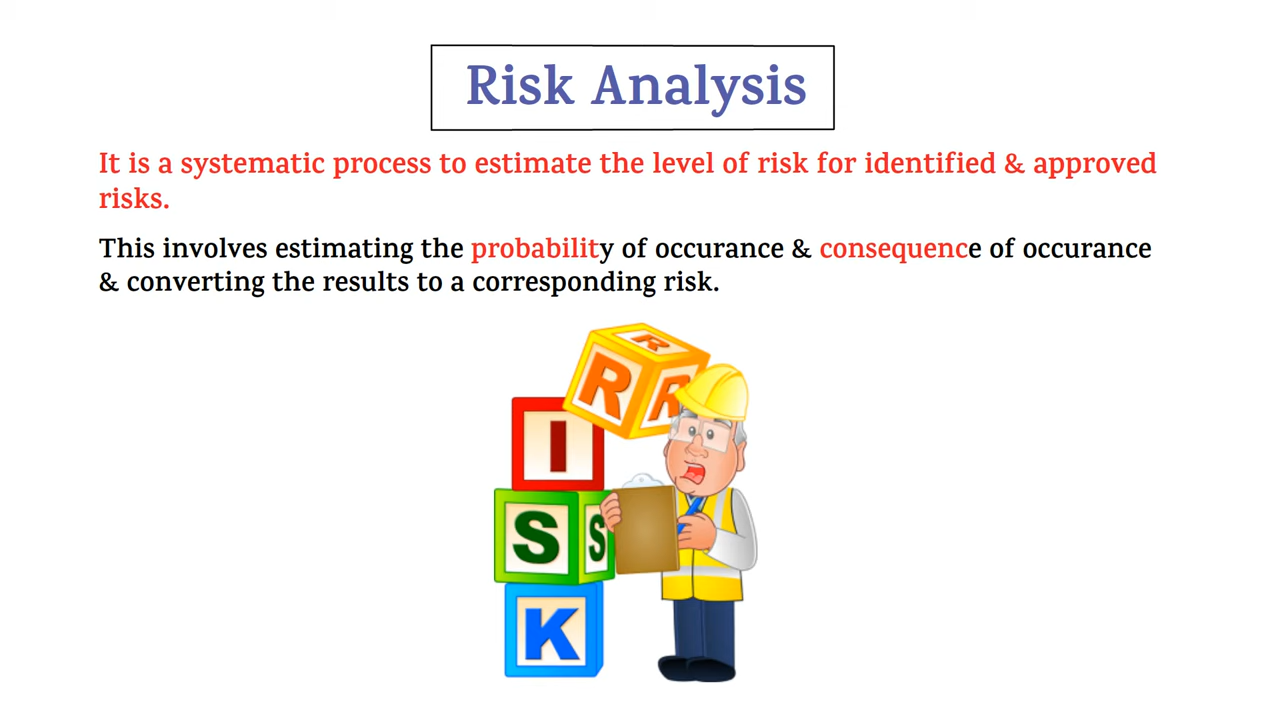 Risk Analysis
It is a systematic process to estimate the level of risk for identified & approved
risks.
This involves estimating the probability of occurance & consequence of occurance
& converting the results to a corresponding risk.
R
R R
I
S S
K